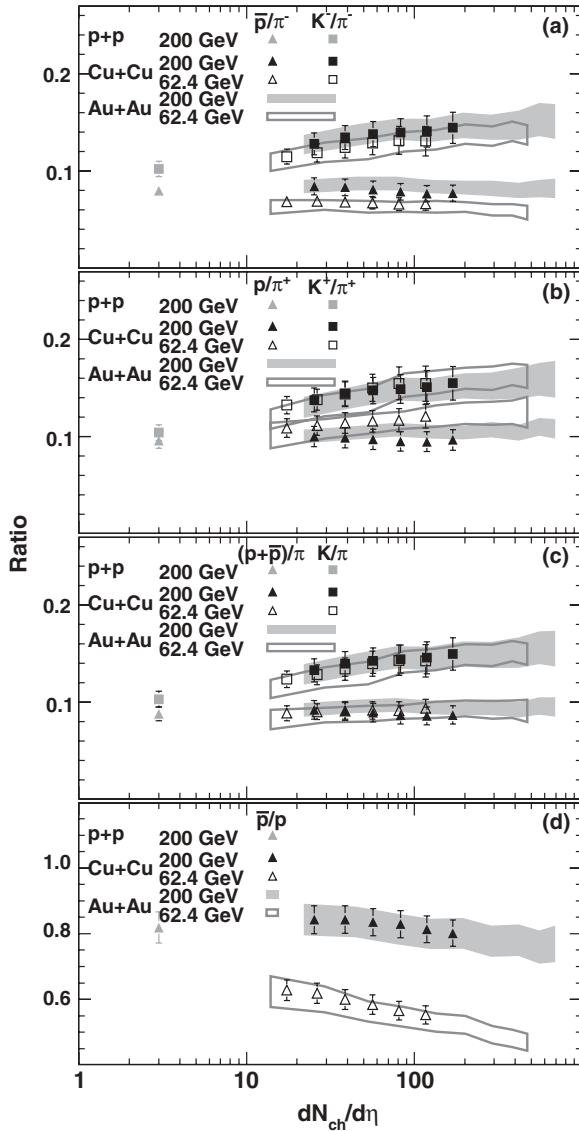 p̅/π⁻ K⁻/π⁻ (a)
p+p 200 GeV
Cu+Cu 200 GeV
62.4 GeV
Au+Au 200 GeV
62.4 GeV
0.2
0.1
p/π⁺ K⁺/π⁺ (b)
p+p 200 GeV
Cu+Cu 200 GeV
62.4 GeV
Au+Au 200 GeV
62.4 GeV
0.2
0.1
Ratio
(p+p̅)/π K/π (c)
p+p 200 GeV
Cu+Cu 200 GeV
62.4 GeV
Au+Au 200 GeV
62.4 GeV
0.2
0.1
p̅/p (d)
p+p 200 GeV
Cu+Cu 200 GeV
62.4 GeV
Au+Au 200 GeV
62.4 GeV
1.0
0.8
0.6
1 10 100
dN_ch/dη